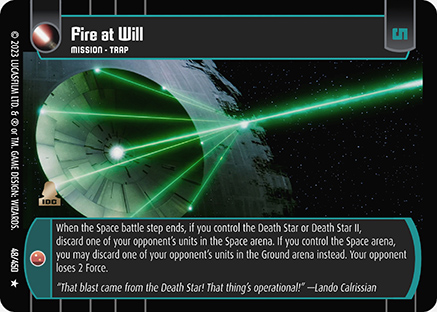 Fire at Will
MISSION - TRAP
5
© 2023 LUCASFILM LTD. & ® or TM. GAME DESIGN: WIZARDS.
IDC
When the Space battle step ends, if you control the Death Star or Death Star II,
discard one of your opponent's units in the Space arena. If you control the Space arena,
you may discard one of your opponent's units in the Ground arena instead. Your opponent
loses 2 Force.
"That blast came from the Death Star! That thing's operational!" —Lando Calrissian
48/460